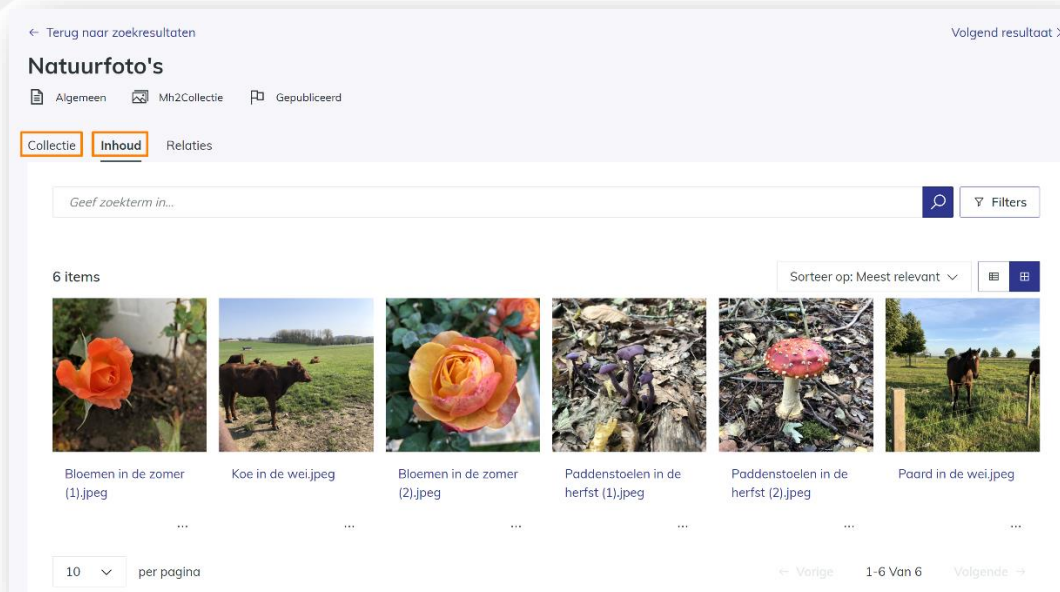 ← Terug naar zoekresultaten
Volgend resultaat
Natuurfoto's
Algemeen Mh2Collectie Gepubliceerd
Collectie Inhoud Relaties
Geef zoekterm in...
Filters
6 items
Sorteer op: Meest relevant
Bloemen in de zomer
(1).jpeg
Koe in de wei.jpeg
Bloemen in de zomer
(2).jpeg
Paddenstoelen in de
herfst (1).jpeg
Paddenstoelen in de
herfst (2).jpeg
Paard in de wei.jpeg
... ... ... ... ... ...
10 per pagina
← Vorige 1-6 Van 6 Volgende →